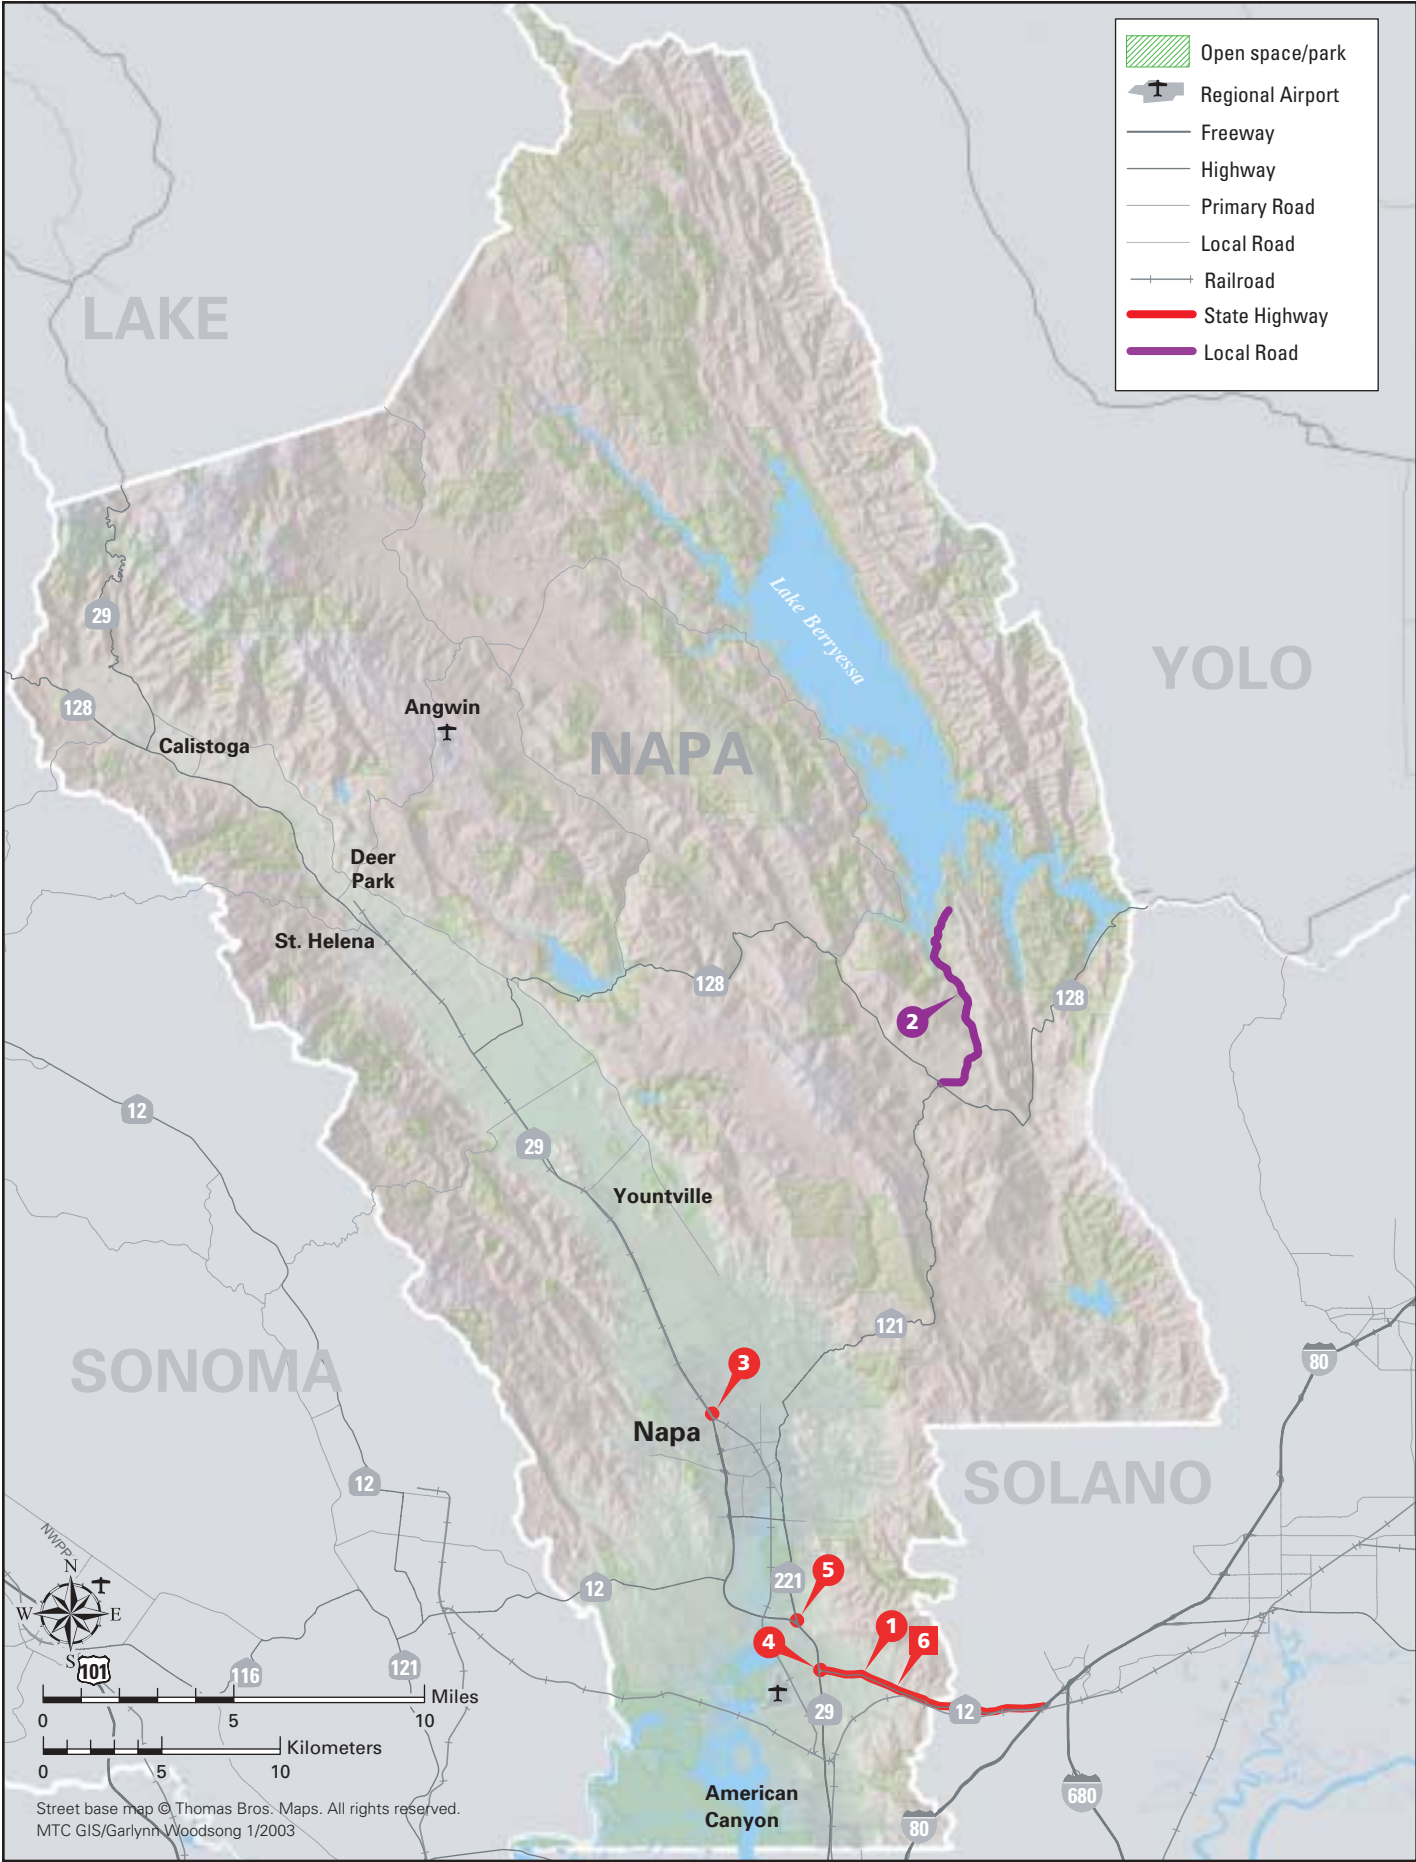 Open space/park
Regional Airport
Freeway
Highway
Primary Road
Local Road
Railroad
State Highway
Local Road
LAKE
29
Lake Berryessa
YOLO
128
Angwin
NAPA
Calistoga
Deer
Park
St. Helena
128
128
2
12
29
Yountville
121
80
SONOMA
3
Napa
SOLANO
12
NWPRR
N
W
E
S
12
221
5
1
6
4
101
116
121
29
12
Miles
0
5
10
Kilometers
0
5
10
680
American
Canyon
80
Street base map © Thomas Bros. Maps. All rights reserved.
MTC GIS/Garlynn Woodsong 1/2003